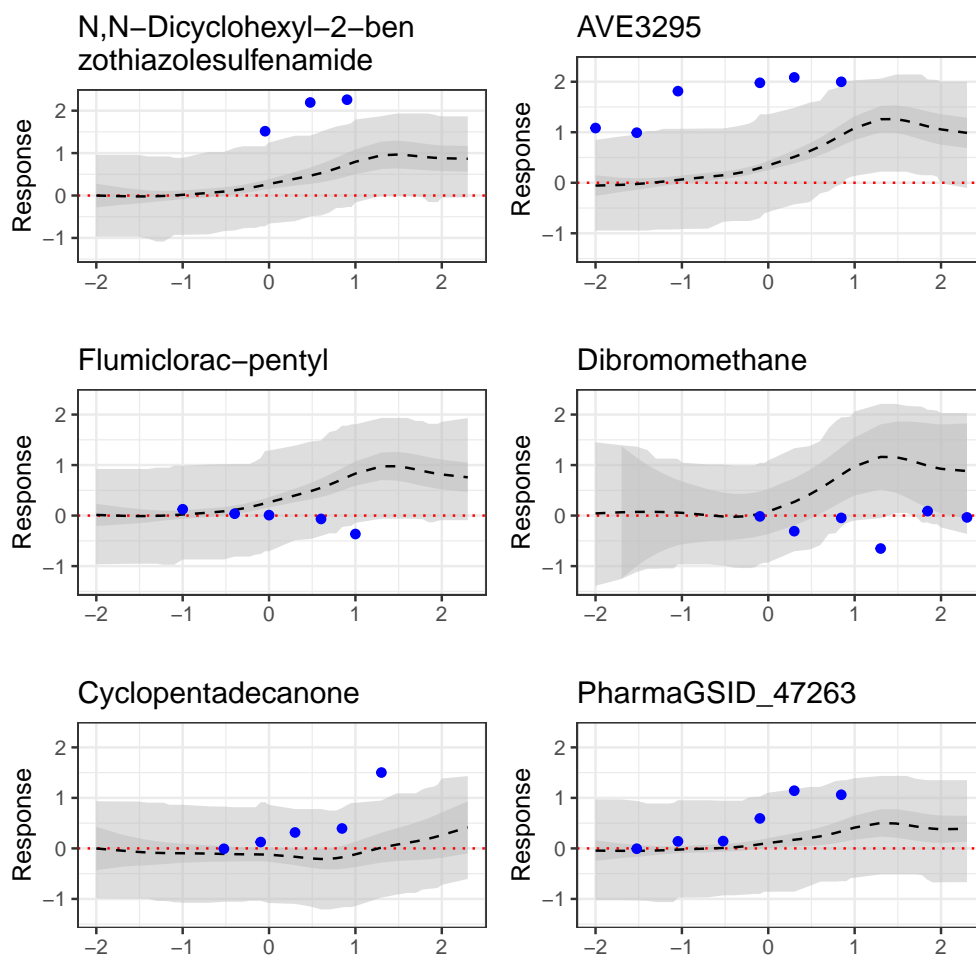 N,N−Dicyclohexyl−2−ben
zothiazolesulfenamide
AVE3295
Response
2
1
0
−1
−2 −1 0 1 2
Response
2
1
0
−1
−2 −1 0 1 2
Flumiclorac−pentyl
Dibromomethane
Response
2
1
0
−1
−2 −1 0 1 2
Response
2
1
0
−1
−2 −1 0 1 2
Cyclopentadecanone
PharmaGSID_47263
Response
2
1
0
−1
−2 −1 0 1 2
Response
2
1
0
−1
−2 −1 0 1 2